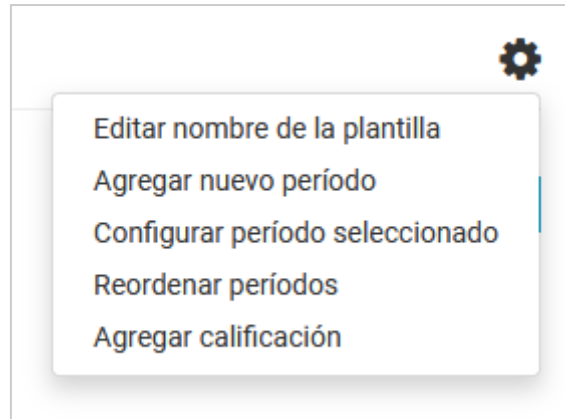 Editar nombre de la plantilla
Agregar nuevo período
Configurar período seleccionado
Reordenar períodos
Agregar calificación